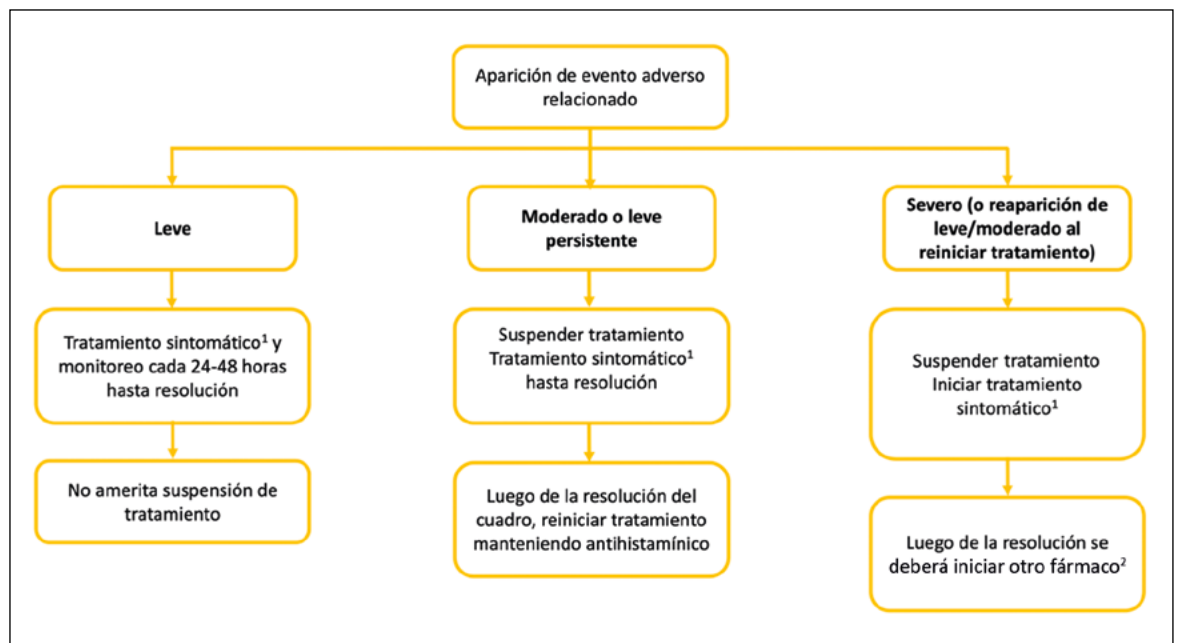 Aparición de evento adverso
relacionado
Leve
Moderado o leve
persistente
Severo (o reaparición de
leve/moderado al
reiniciar tratamiento)
Tratamiento sintomático¹ y
monitoreo cada 24-48 horas
hasta resolución
Suspender tratamiento
Tratamiento sintomático¹
hasta resolución
Suspender tratamiento
Iniciar tratamiento
sintomático¹
No amerita suspensión de
tratamiento
Luego de la resolución del
cuadro, reiniciar tratamiento
manteniendo antihistamínico
Luego de la resolución se
deberá iniciar otro fármaco²